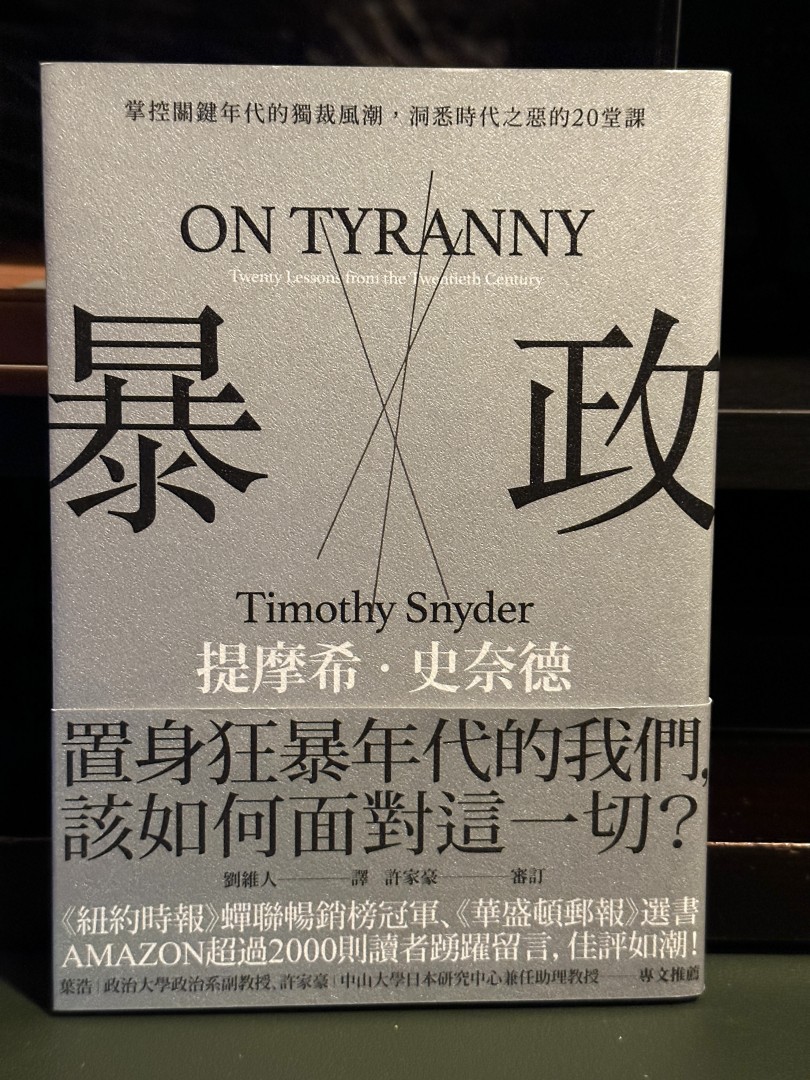 掌控關鍵年代的獨裁風潮，洞悉時代之惡的20堂課
ON TYRANNY
Twenty Lessons from the Twentieth Century
暴政
Timothy Snyder
提摩希·史奈德
置身狂暴年代的我們,
該如何面對這一切?
劉維人————譯 許家豪————審訂
《紐約時報》蟬聯暢銷榜冠軍、《華盛頓郵報》選書
AMAZON超過2000則讀者踴躍留言, 佳評如潮!
葉浩|政治大學政治系副教授、許家豪|中山大學日本研究中心兼任助理教授——專文推薦